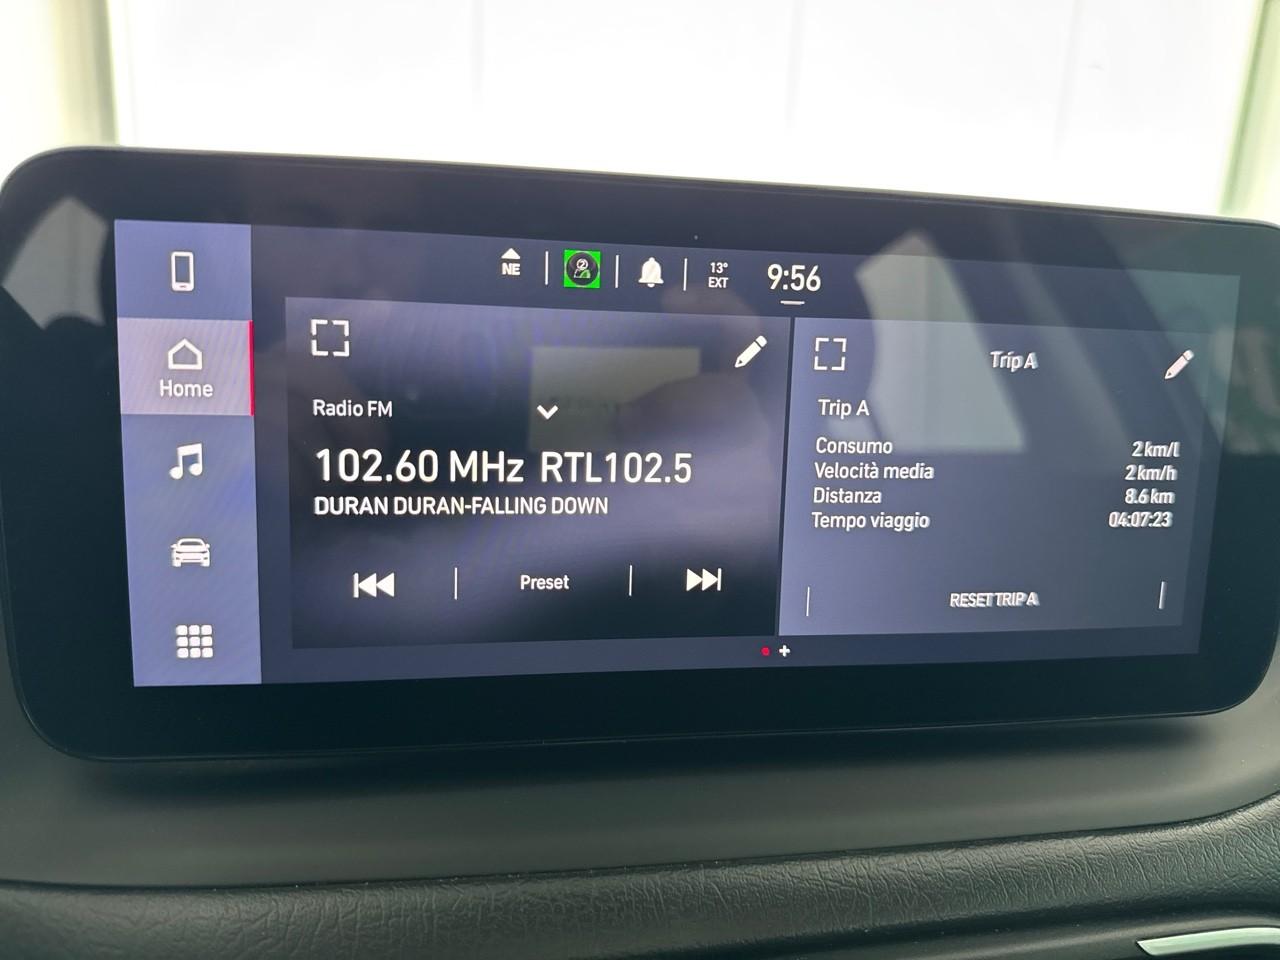 NE
2
13°
EXT
9:56
Home
Radio FM
102.60 MHz RTL102.5
DURAN DURAN-FALLING DOWN
Preset
Trip A
Trip A
Consumo 2 km/l
Velocità media 2 km/h
Distanza 8.6 km
Tempo viaggio 04:07:23
RESET TRIP A